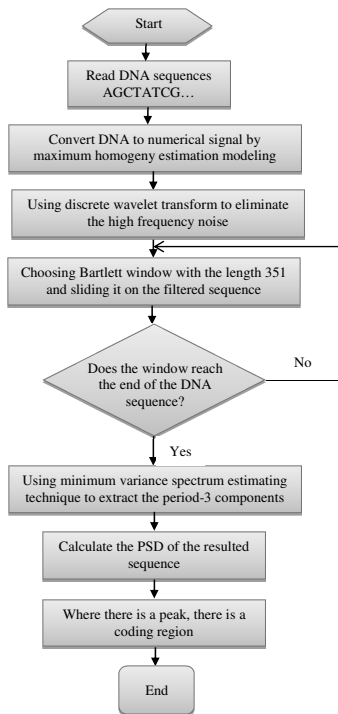 Start
Read DNA sequences
AGCTATCG…
Convert DNA to numerical signal by
maximum homogeny estimation modeling
Using discrete wavelet transform to eliminate
the high frequency noise
Choosing Bartlett window with the length 351
and sliding it on the filtered sequence
Does the window reach
the end of the DNA
sequence?
No
Yes
Using minimum variance spectrum estimating
technique to extract the period-3 components
Calculate the PSD of the resulted
sequence
Where there is a peak, there is a
coding region
End